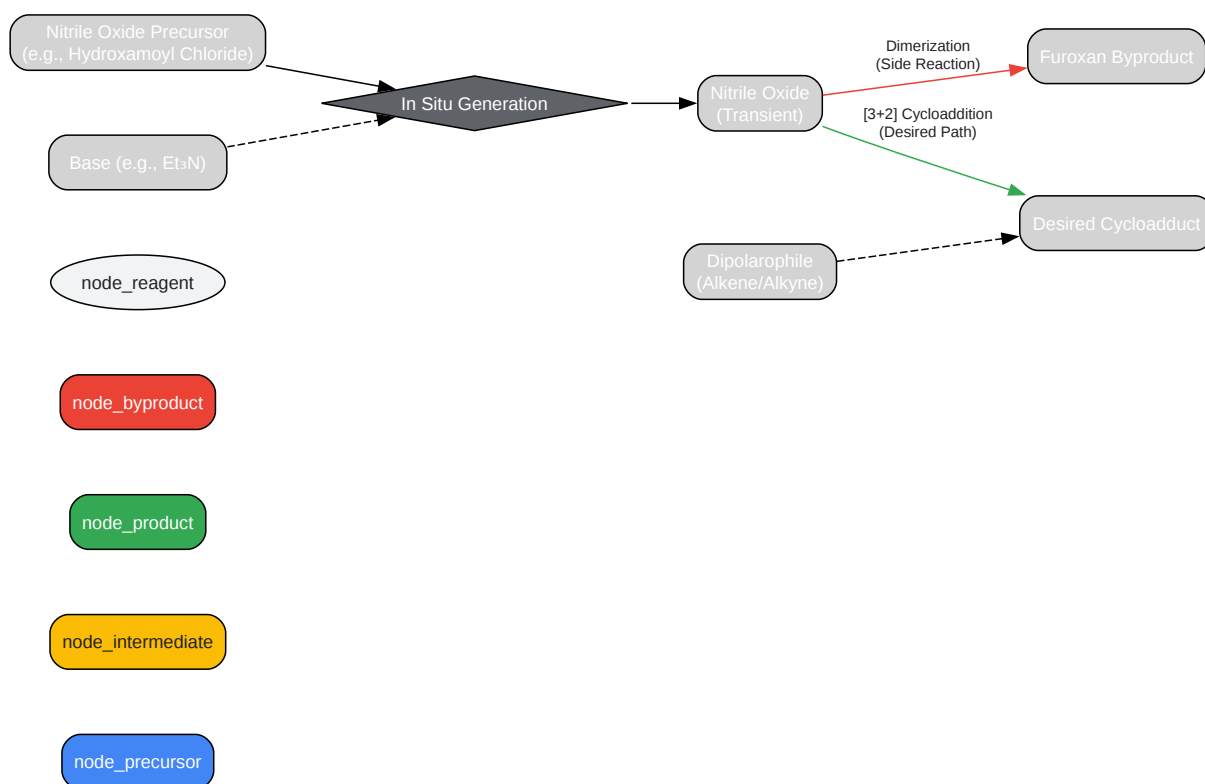 Nitrile Oxide Precursor
(e.g., Hydroxamoyl Chloride)
Base (e.g., Et₃N)
In Situ Generation
Nitrile Oxide
(Transient)
Dimerization
(Side Reaction)
Furoxan Byproduct
[3+2] Cycloaddition
(Desired Path)
Desired Cycloadduct
Dipolarophile
(Alkene/Alkyne)
node_reagent
node_byproduct
node_product
node_intermediate
node_precursor